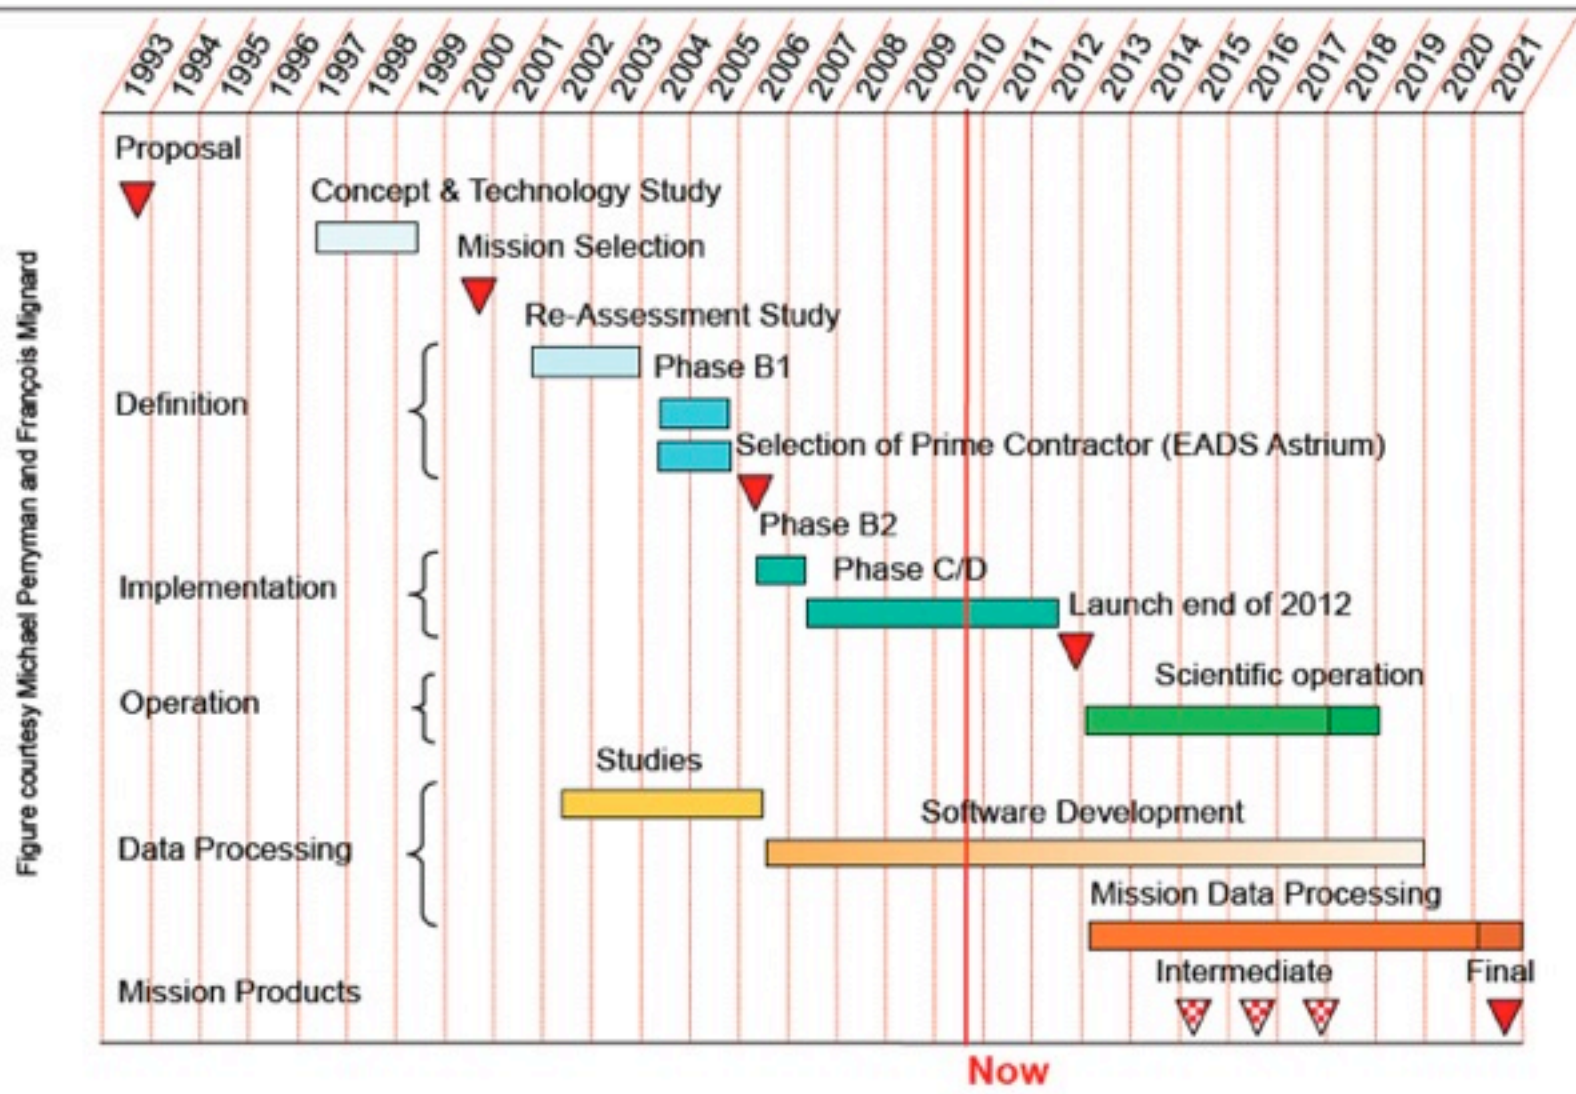 1993 1994 1995 1996 1997 1998 1999 2000 2001 2002 2003 2004 2005 2006 2007 2008 2009 2010 2011 2012 2013 2014 2015 2016 2017 2018 2019 2020 2021
Proposal
Concept & Technology Study
Mission Selection
Re-Assessment Study
Phase B1
Definition
Selection of Prime Contractor (EADS Astrium)
Phase B2
Phase C/D
Implementation
Launch end of 2012
Scientific operation
Operation
Studies
Software Development
Data Processing
Mission Data Processing
Intermediate Final
Mission Products
Now
Figure courtesy Michael Perryman and François Mignard